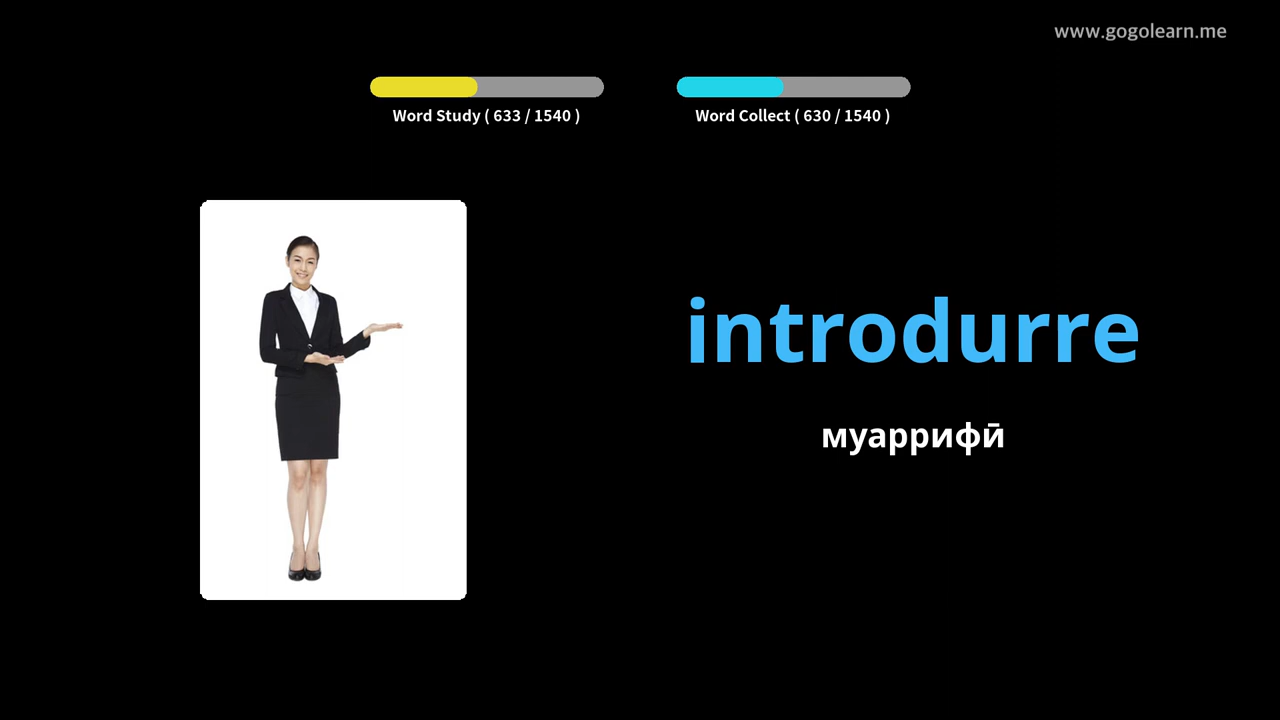 www.gogolearn.me
Word Study ( 633 / 1540 )
Word Collect ( 630 / 1540 )
introdurre
муаррифӣ